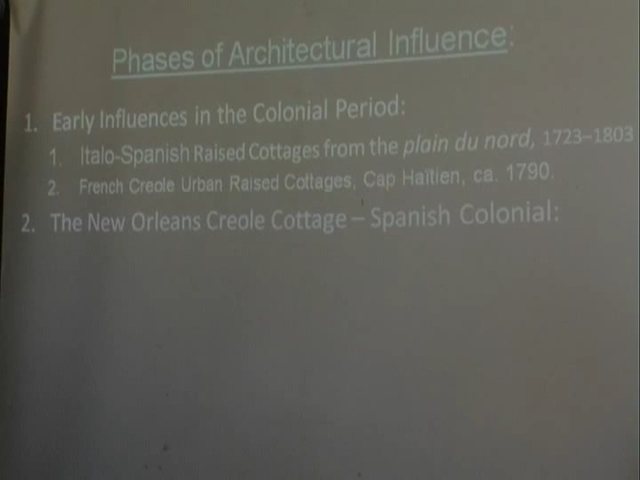 Phases of Architectural Influence:
1. Early Influences in the Colonial Period:
1. Italo-Spanish Raised Cottages from the plain du nord, 1723–1803
2. French Creole Urban Raised Cottages, Cap Haïtien, ca. 1790.
2. The New Orleans Creole Cottage – Spanish Colonial: